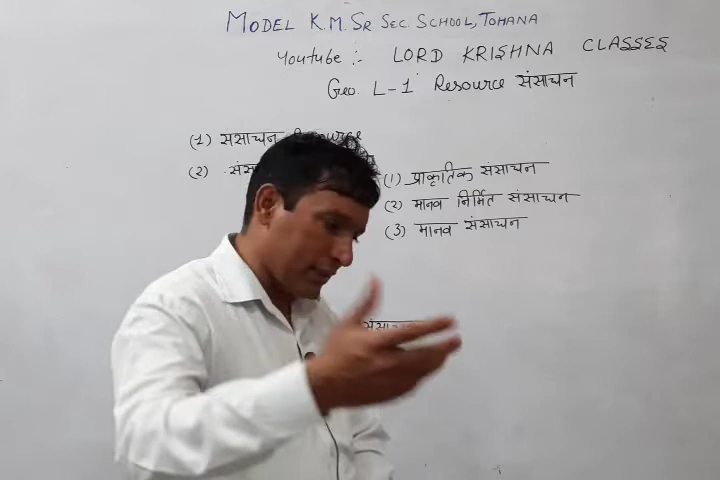 MODEL K.M. SR SEC. SCHOOL, TOHANA
Youtube :- LORD KRISHNA CLASSES
Geo. L-1 Resource संसाधन
(1) संसाधन Resource
(2)
(1) प्राकृतिक संसाधन
(2) मानव निर्मित संसाधन
(3) मानव संसाधन